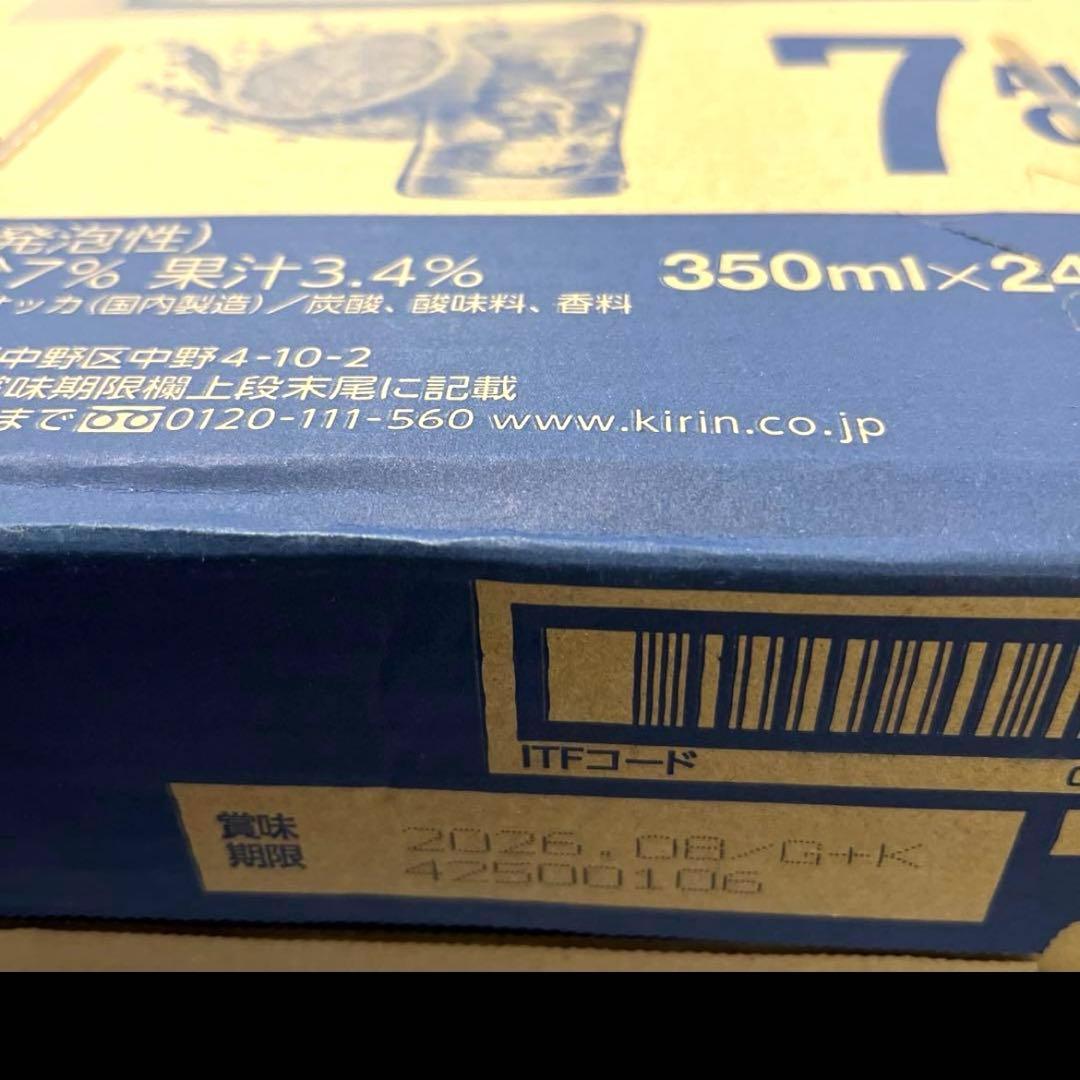 7
発泡性)
7% 果汁3.4%
350ml×24
ッカ(国内製造)/炭酸、酸味料、香料
中野区中野4-10-2
味期限欄上段末尾に記載
まで 0120-111-560 www.kirin.co.jp
ITFコード
賞味
期限
2026.08/G+K
42500106